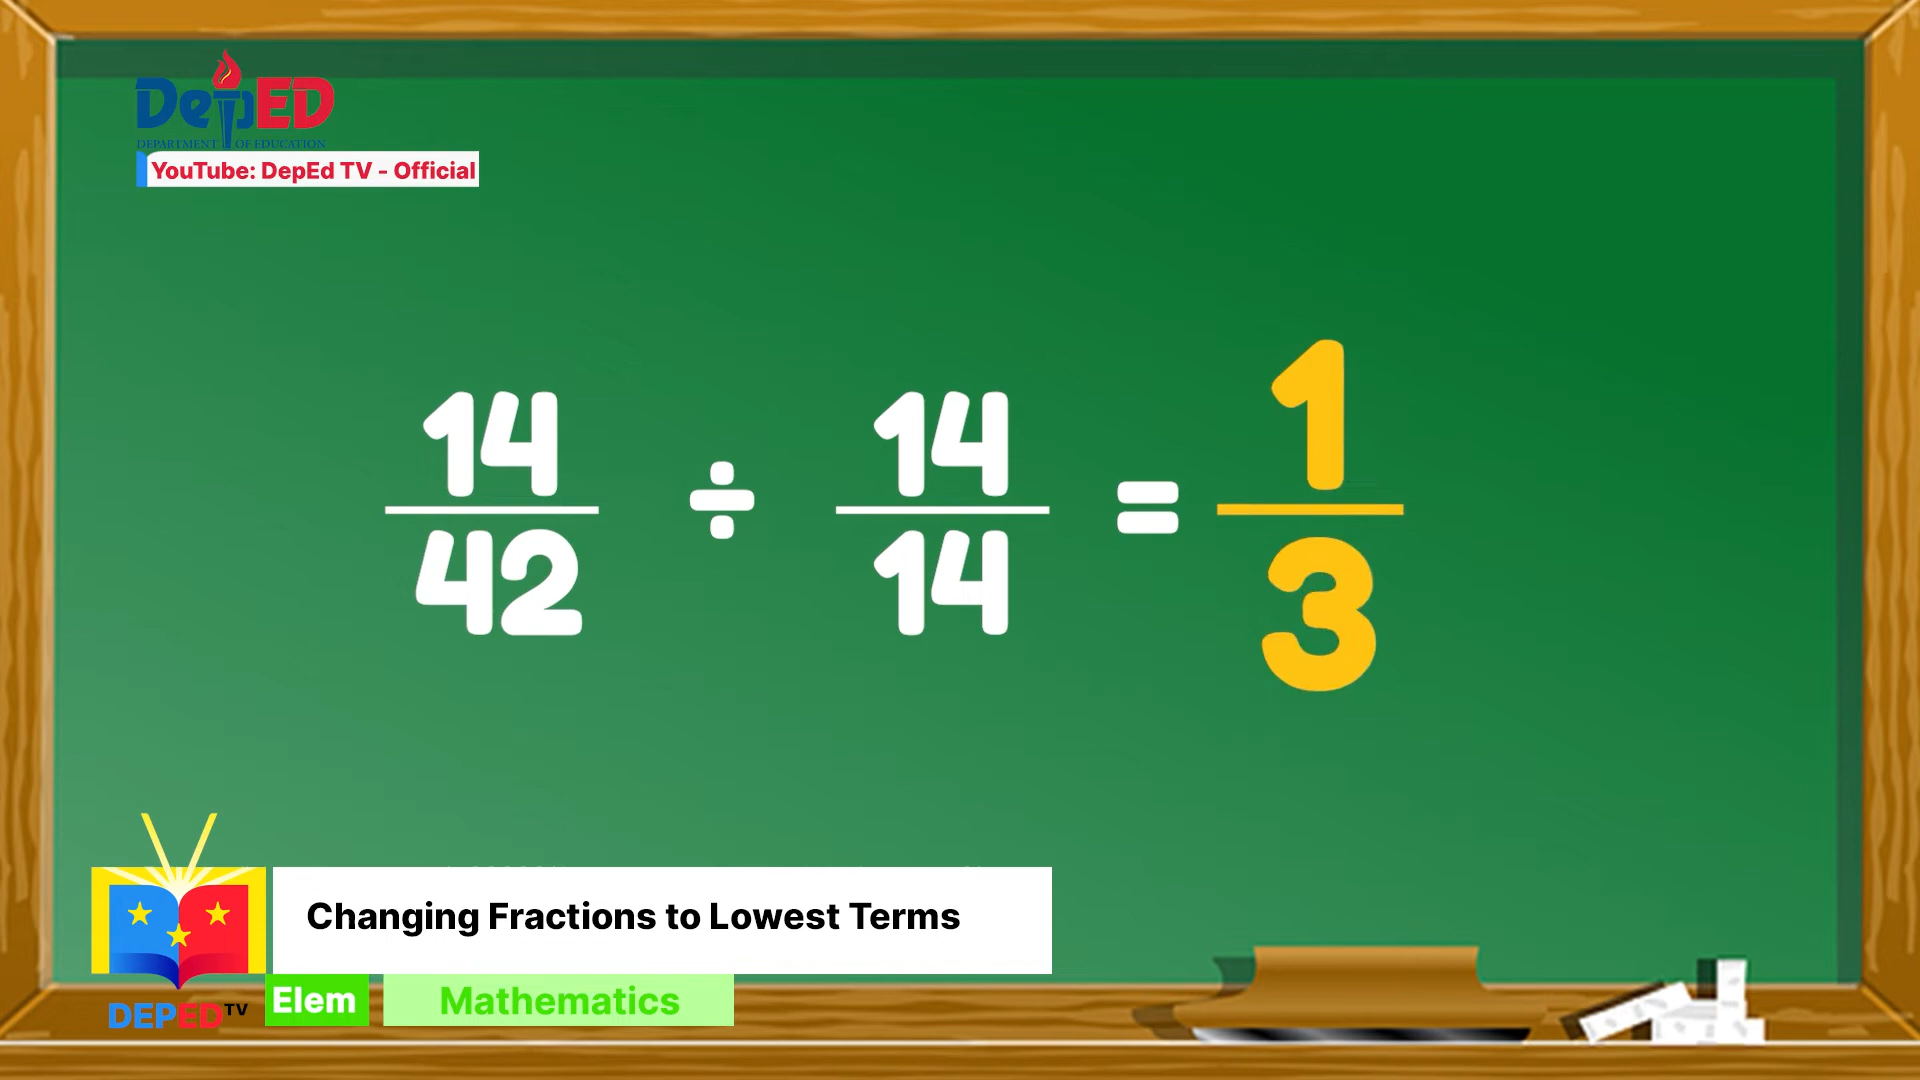 DepED
DEPARTMENT OF EDUCATION
YouTube: DepEd TV - Official
14 ÷ 14 = 1
42 14 3
Changing Fractions to Lowest Terms
DEPED TV
Elem
Mathematics